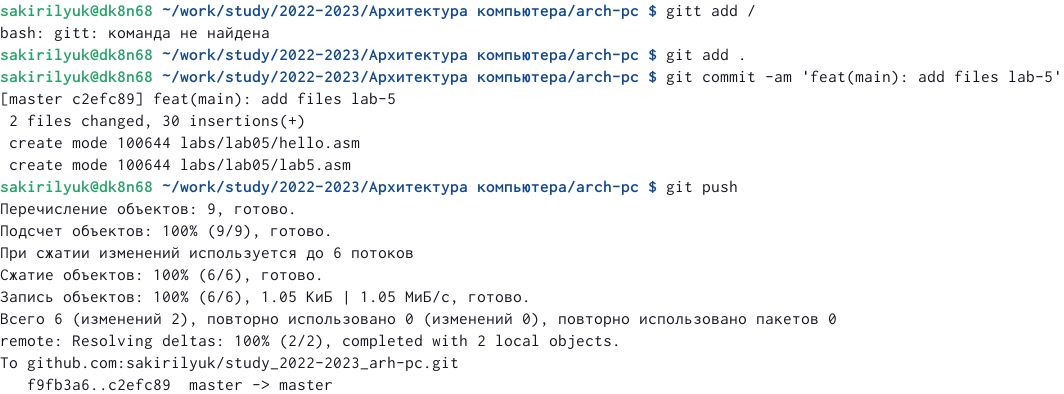 sakirilyuk@dk8n68 ~/work/study/2022-2023/Архитектура компьютера/arch-pc $ gitt add /
bash: gitt: команда не найдена
sakirilyuk@dk8n68 ~/work/study/2022-2023/Архитектура компьютера/arch-pc $ git add .
sakirilyuk@dk8n68 ~/work/study/2022-2023/Архитектура компьютера/arch-pc $ git commit -am 'feat(main): add files lab-5'
[master c2efc89] feat(main): add files lab-5
 2 files changed, 30 insertions(+)
 create mode 100644 labs/lab05/hello.asm
 create mode 100644 labs/lab05/lab5.asm
sakirilyuk@dk8n68 ~/work/study/2022-2023/Архитектура компьютера/arch-pc $ git push
Перечисление объектов: 9, готово.
Подсчет объектов: 100% (9/9), готово.
При сжатии изменений используется до 6 потоков
Сжатие объектов: 100% (6/6), готово.
Запись объектов: 100% (6/6), 1.05 КиБ | 1.05 МиБ/с, готово.
Всего 6 (изменений 2), повторно использовано 0 (изменений 0), повторно использовано пакетов 0
remote: Resolving deltas: 100% (2/2), completed with 2 local objects.
To github.com:sakirilyuk/study_2022-2023_arh-pc.git
   f9fb3a6..c2efc89  master -> master